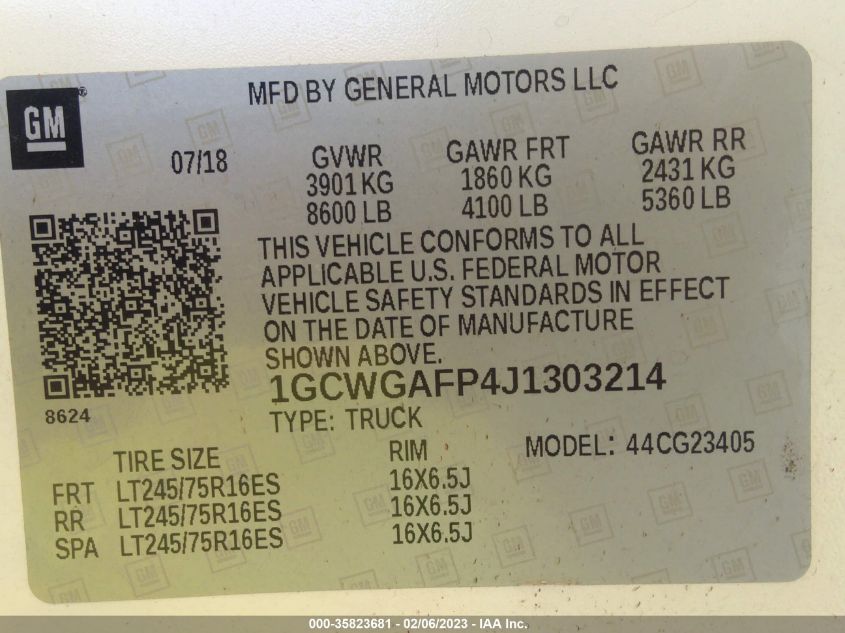 MFD BY GENERAL MOTORS LLC
GM
®
07/18
GVWR GAWR FRT GAWR RR
3901 KG 1860 KG 2431 KG
8600 LB 4100 LB 5360 LB
THIS VEHICLE CONFORMS TO ALL
APPLICABLE U.S. FEDERAL MOTOR
VEHICLE SAFETY STANDARDS IN EFFECT
ON THE DATE OF MANUFACTURE
SHOWN ABOVE.
1GCWGAFP4J1303214
8624
TYPE: TRUCK
MODEL: 44CG23405
TIRE SIZE RIM
FRT LT245/75R16ES 16X6.5J
RR LT245/75R16ES 16X6.5J
SPA LT245/75R16ES 16X6.5J
000-35823681 - 02/06/2023 - IAA Inc.